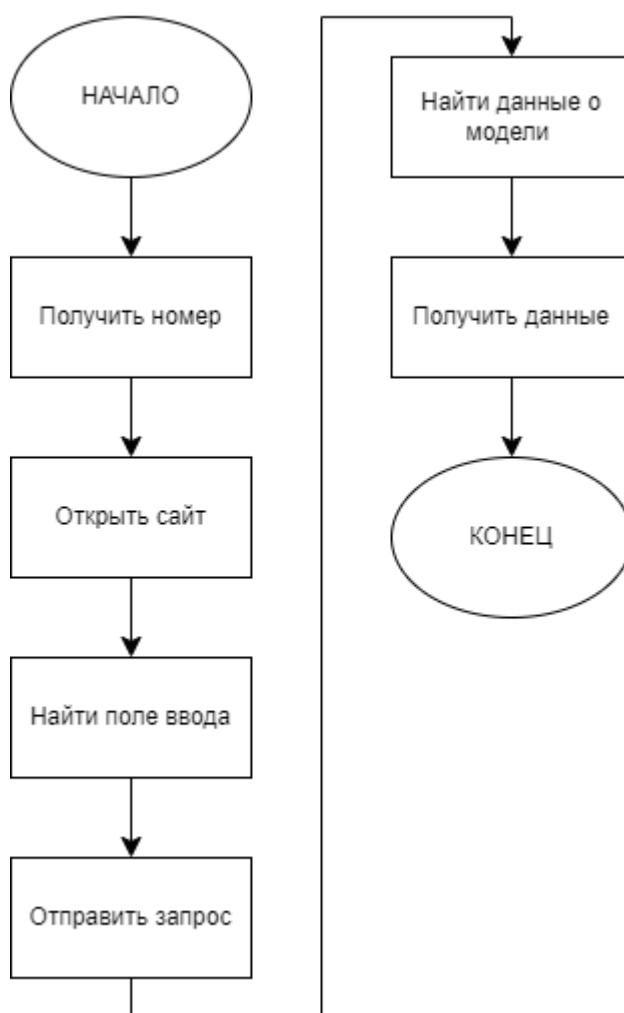 НАЧАЛО
Получить номер
Открыть сайт
Найти поле ввода
Отправить запрос
Найти данные о
модели
Получить данные
КОНЕЦ